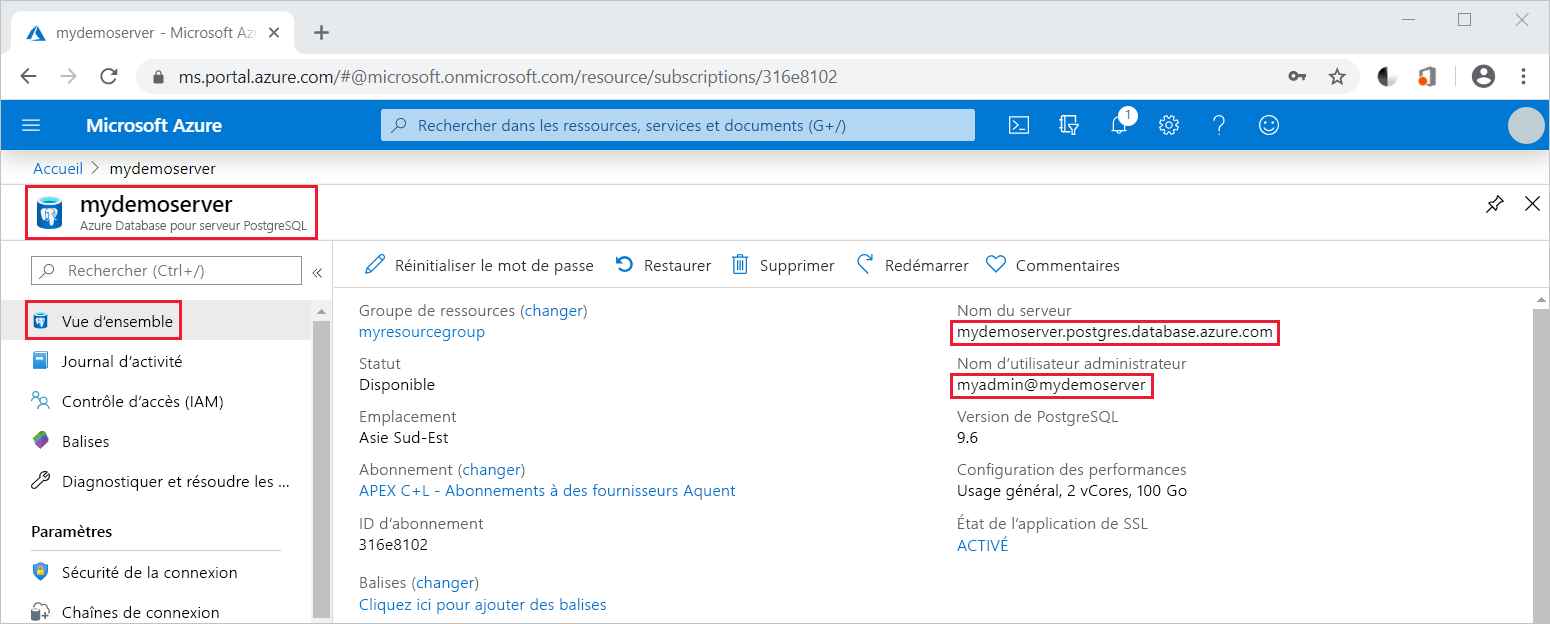 mydemoserver - Microsoft Az
ms.portal.azure.com/#@microsoft.onmicrosoft.com/resource/subscriptions/316e8102
Microsoft Azure
Rechercher dans les ressources, services et documents (G+/)
1
Accueil > mydemoserver
mydemoserver
Azure Database pour serveur PostgreSQL
Rechercher (Ctrl+/)
«
Vue d'ensemble
Journal d'activité
Contrôle d'accès (IAM)
Balises
Diagnostiquer et résoudre les ...
Paramètres
Sécurité de la connexion
Chaînes de connexion
Réinitialiser le mot de passe
Restaurer
Supprimer
Redémarrer
Commentaires
Groupe de ressources (changer)
myresourcegroup
Statut
Disponible
Emplacement
Asie Sud-Est
Abonnement (changer)
APEX C+L - Abonnements à des fournisseurs Aquent
ID d'abonnement
316e8102
Balises (changer)
Cliquez ici pour ajouter des balises
Nom du serveur
mydemoserver.postgres.database.azure.com
Nom d'utilisateur administrateur
myadmin@mydemoserver
Version de PostgreSQL
9.6
Configuration des performances
Usage général, 2 vCores, 100 Go
État de l'application de SSL
ACTIVÉ